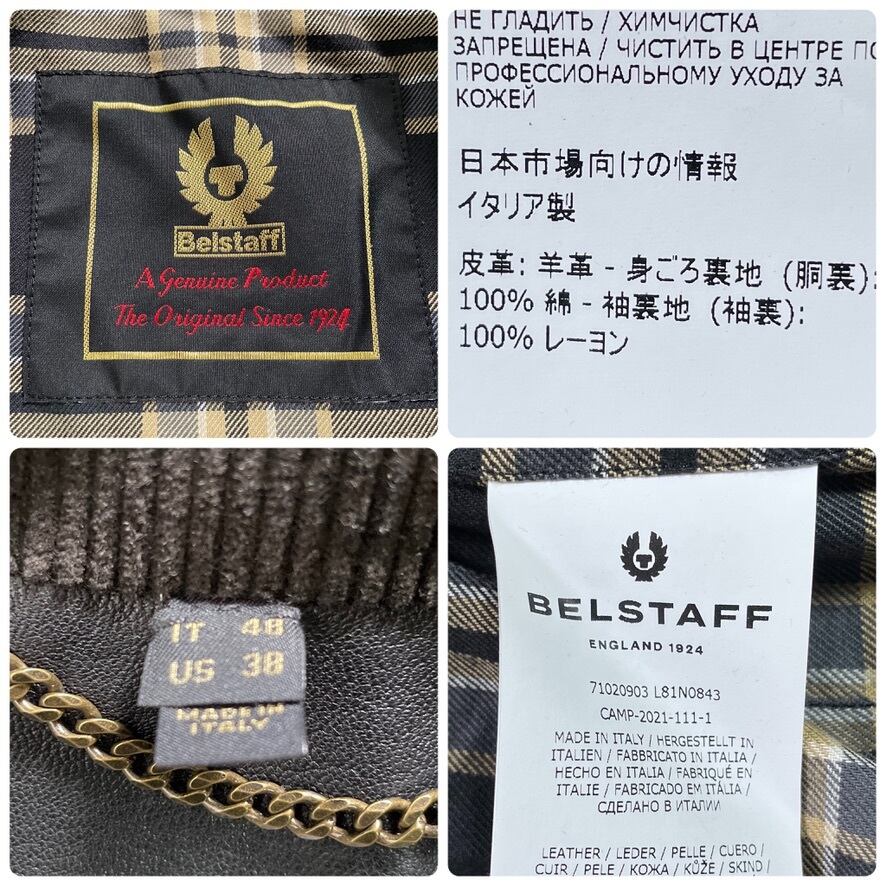 Belstaff
A Genuine Product
The Original Since 1924
НЕ ГЛАДИТЬ / ХИМЧИСТКА
ЗАПРЕЩЕНА / ЧИСТИТЬ В ЦЕНТРЕ ПО
ПРОФЕССИОНАЛЬНОМУ УХОДУ ЗА
КОЖЕЙ
日本市場向けの情報
イタリア製
皮革: 羊革 - 身ごろ裏地 (胴裏):
100% 綿 - 袖裏地 (袖裏):
100% レーヨン
IT 48
US 38
MADE IN
ITALY
BELSTAFF
ENGLAND 1924
71020903 L81N0843
CAMP-2021-111-1
MADE IN ITALY / HERGESTELLT IN
ITALIEN / FABBRICATO IN ITALIA /
HECHO EN ITALIA / FABRIQUÉ EN
ITALIE / FABRICADO EM ITÁLIA /
СДЕЛАНО В ИТАЛИИ
LEATHER / LEDER / PELLE / CUERO /
CUIR / PELE / КОЖА / KŮŽE / SKIND /